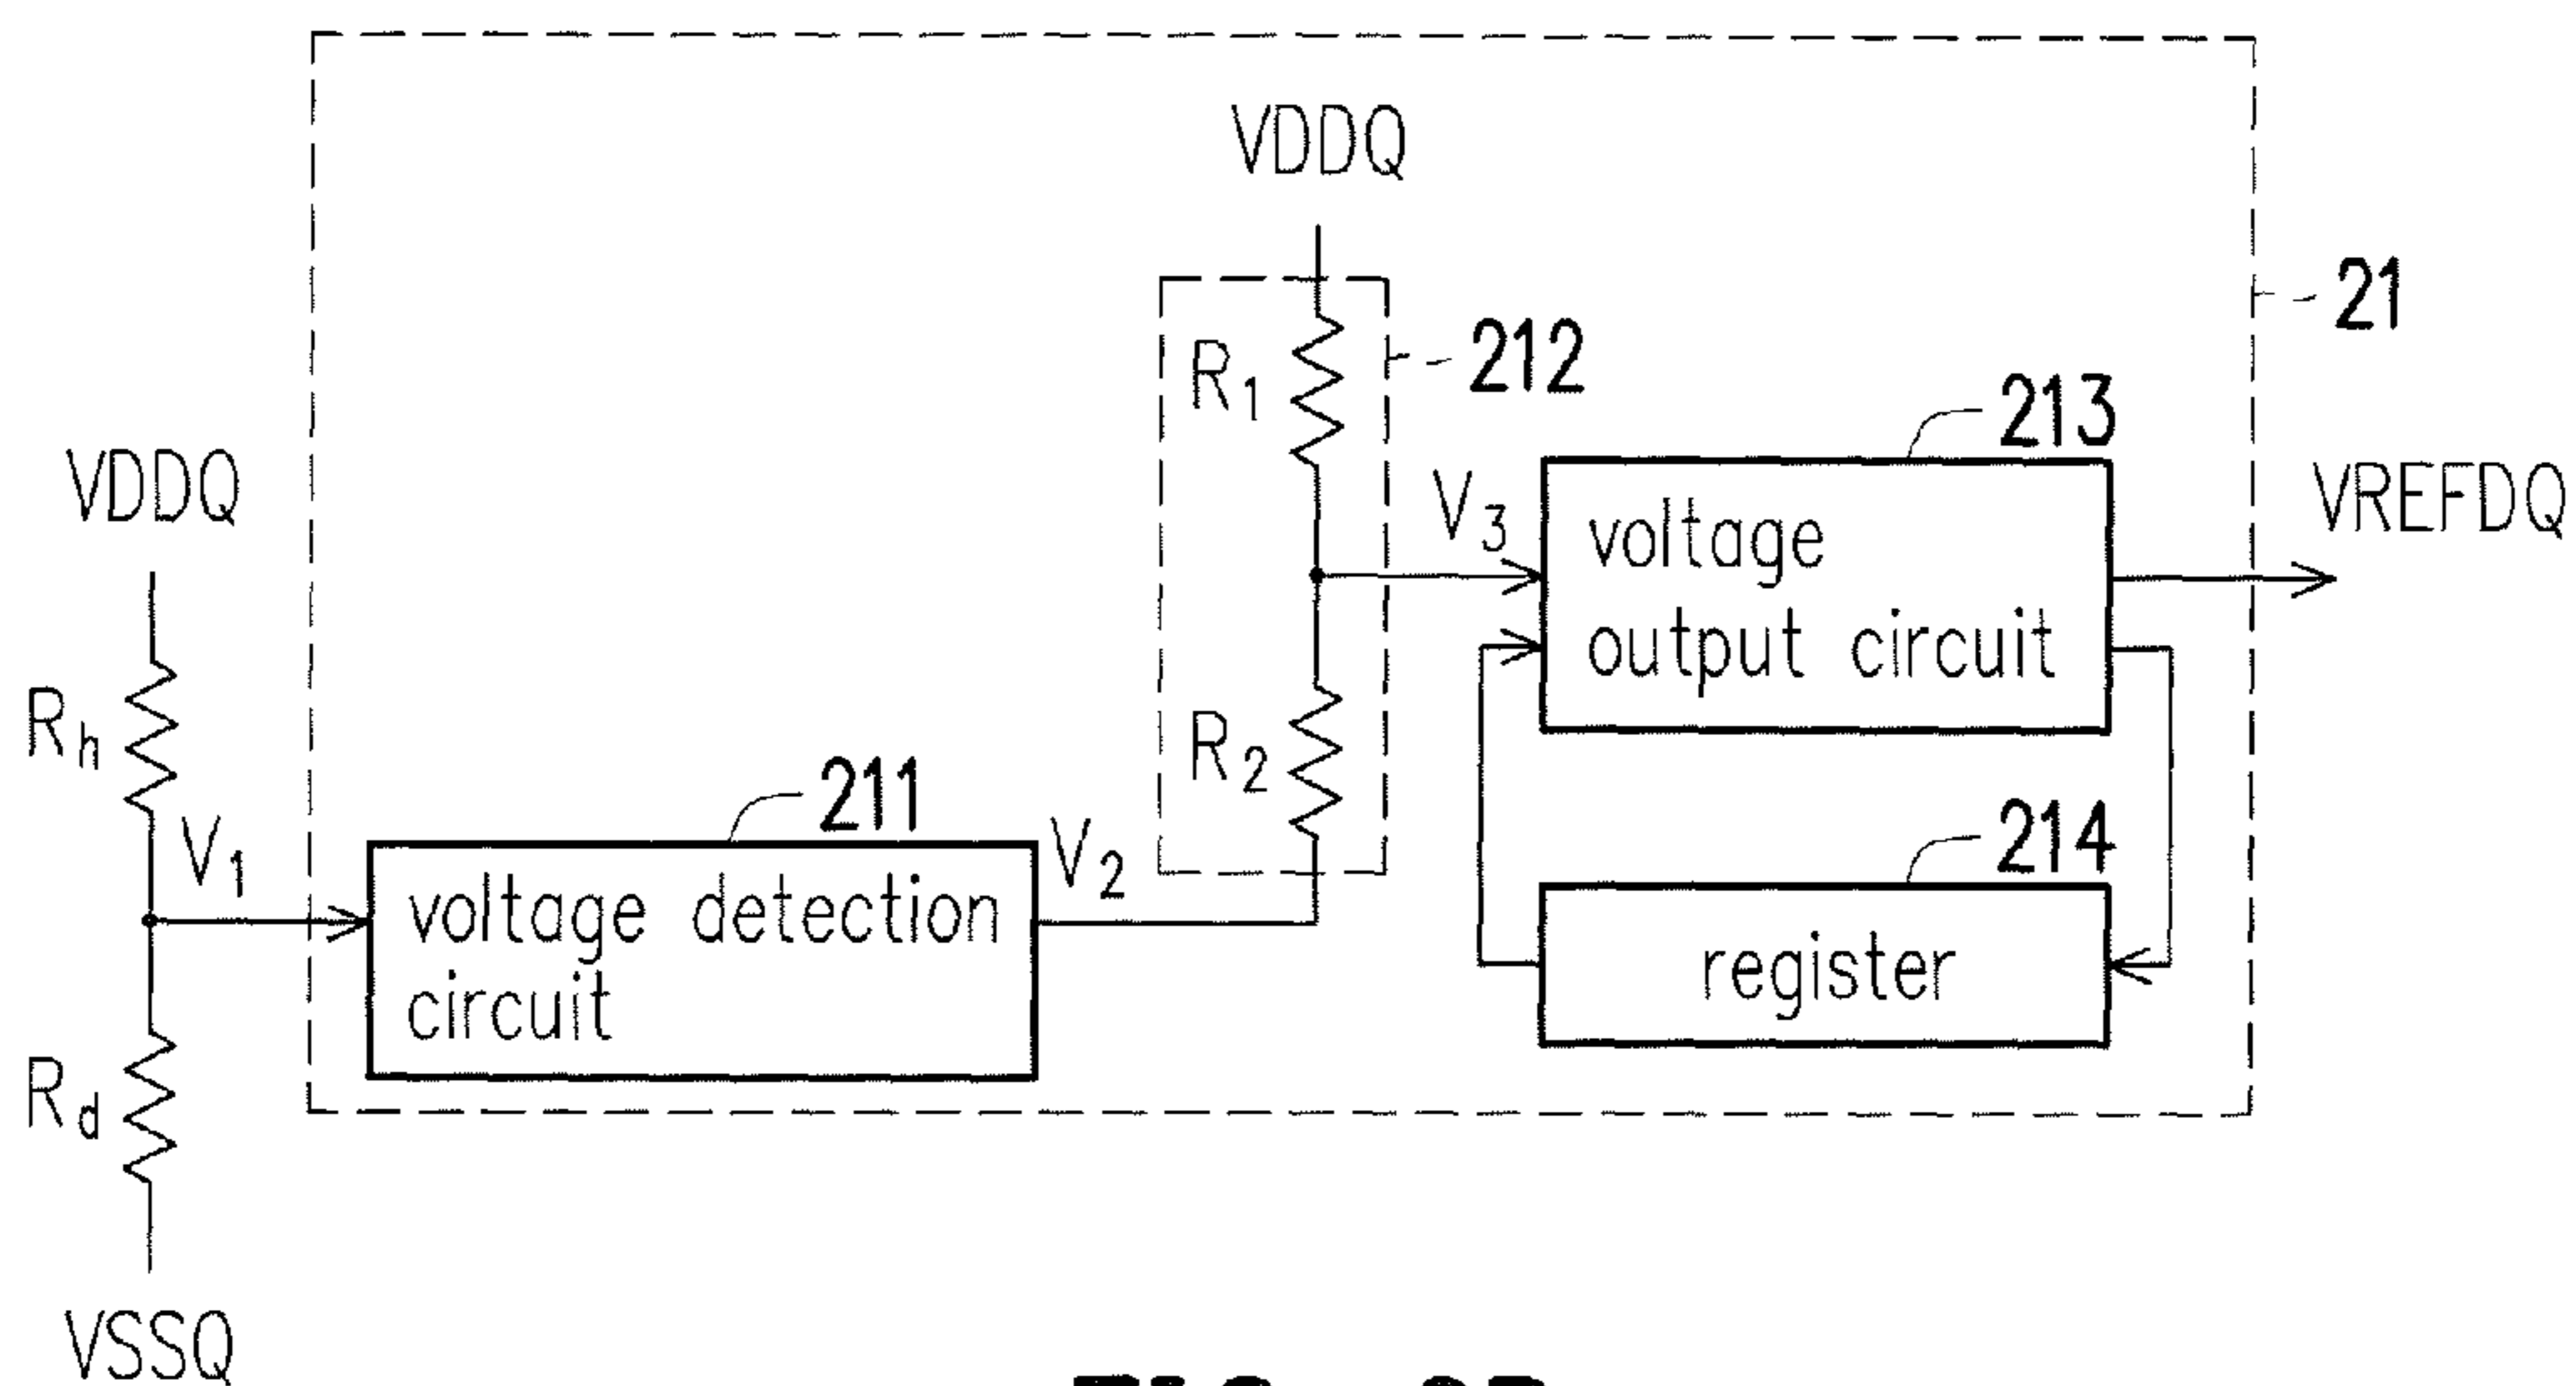 VDDQ
21
R1
212
213
VDDQ
V3
voltage
output circuit
VREFDQ
Rh
R2
211
214
V1
V2
voltage detection
circuit
register
Rd
VSSQ